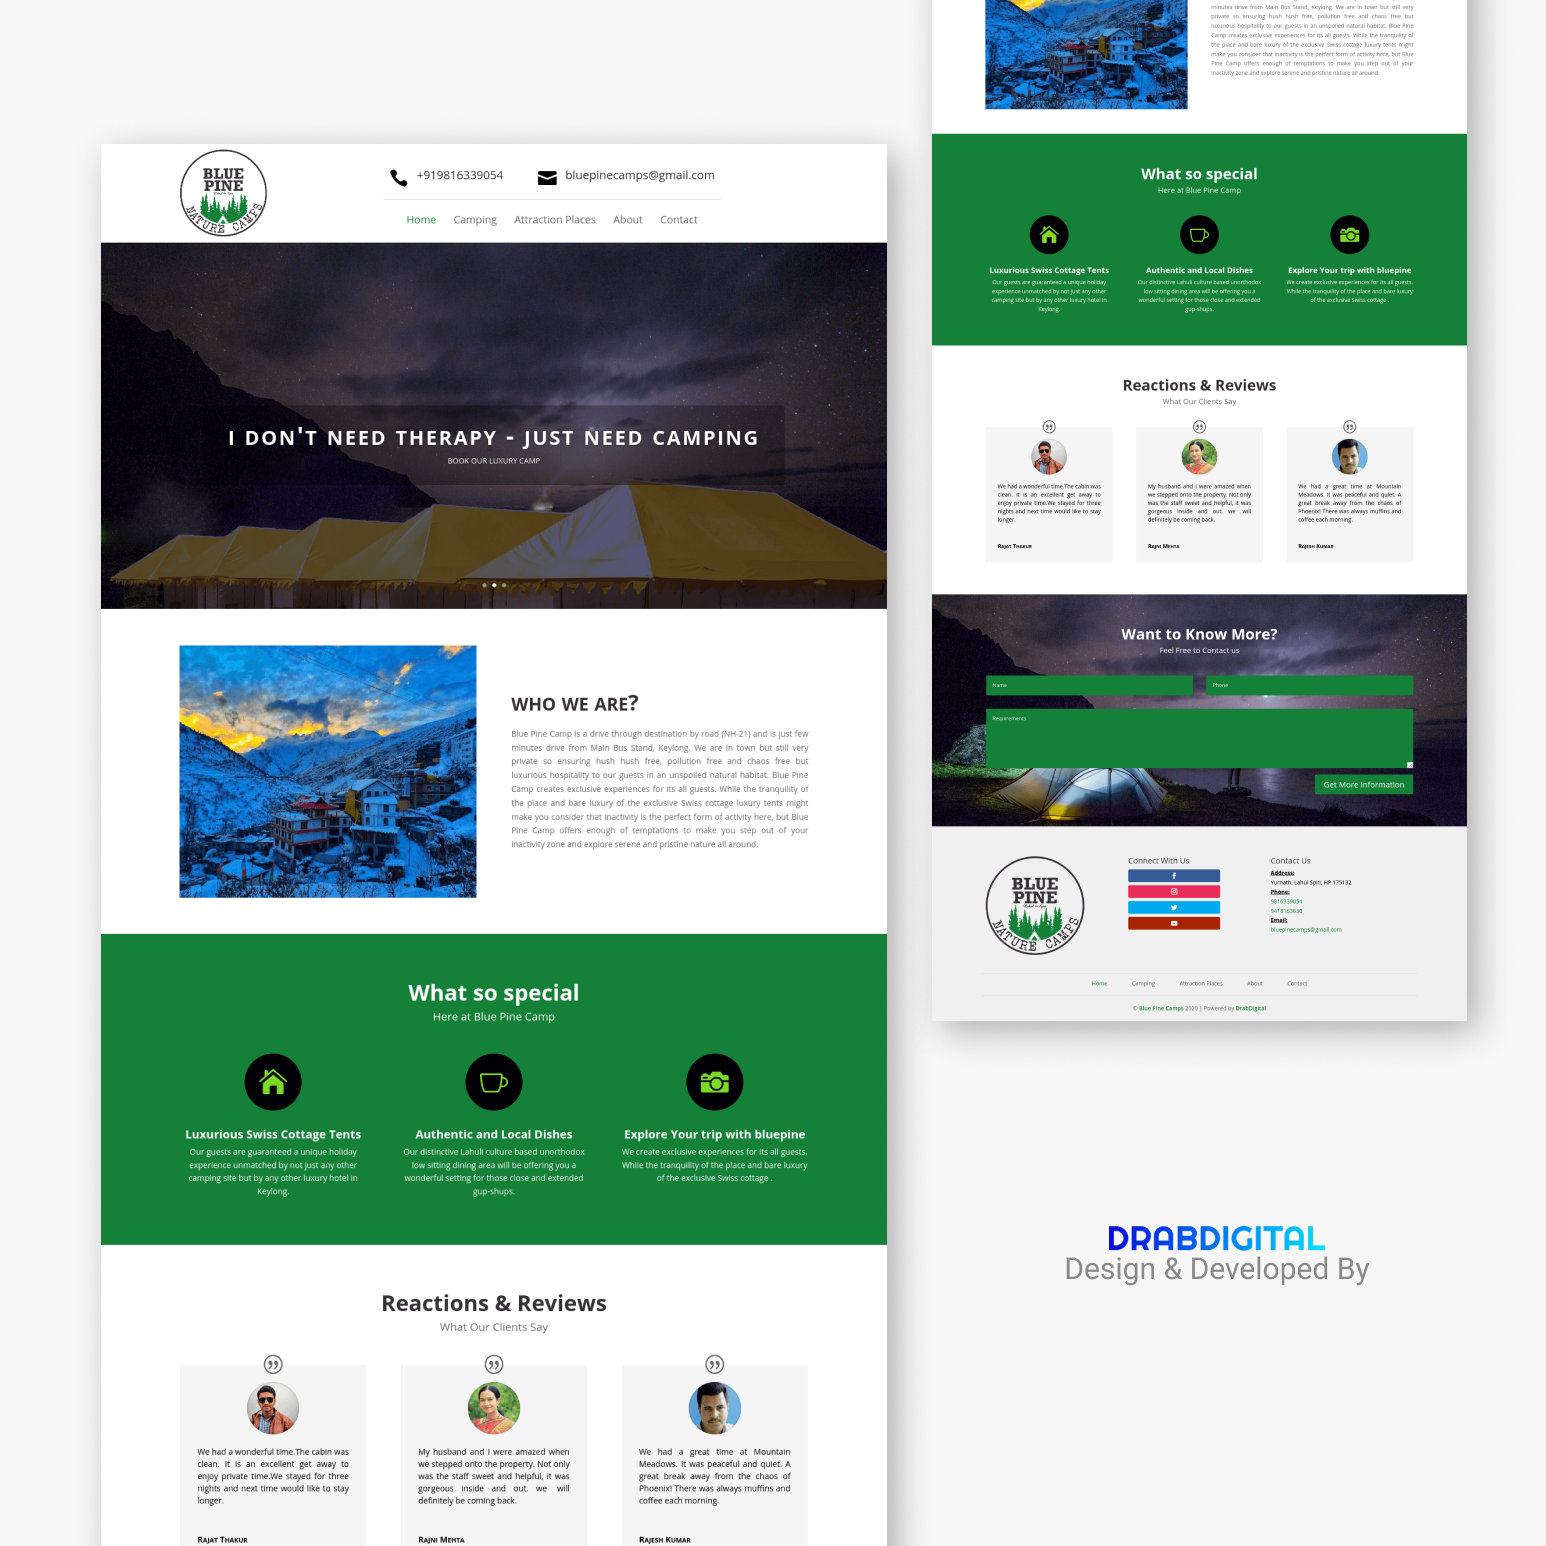 BLUE
PINE
NATURE CAMPS
+919816339054
bluepinecamps@gmail.com
Home Camping Attraction Places About Contact
I DON'T NEED THERAPY - JUST NEED CAMPING
BOOK OUR LUXURY CAMP
WHO WE ARE?
Blue Pine Camp is a drive through destination by road (NH-21) and is just few
minutes drive from Main Bus Stand, Keylong. We are in town but still very
private so ensuring hush hush free, pollution free and chaos free but
luxurious hospitality to our guests in an unspoiled natural habitat. Blue Pine
Camp creates exclusive experiences for its all guests. While the tranquility of
the place and bare luxury of the exclusive Swiss cottage luxury tents might
make you consider that inactivity is the perfect form of activity here, but Blue
Pine Camp offers enough of temptations to make you step out of your
inactivity zone and explore serene and pristine nature all around.
What so special
Here at Blue Pine Camp
Luxurious Swiss Cottage Tents
Our guests are guaranteed a unique holiday
experience unmatched by not just any other
camping site but by any other luxury hotel in
Keylong.
Authentic and Local Dishes
Our distinctive Lahuli culture based unorthodox
low sitting dining area will be offering you a
wonderful setting for those close and extended
gup-shups.
Explore Your trip with bluepine
We create exclusive experiences for its all guests.
While the tranquility of the place and bare luxury
of the exclusive Swiss cottage .
Reactions & Reviews
What Our Clients Say
We had a wonderful time.The cabin was
clean. It is an excellent get away to
enjoy private time.We stayed for three
nights and next time would like to stay
longer.
Rajat Thakur
My husband and I were amazed when
we stepped onto the property. Not only
was the staff sweet and helpful, it was
gorgeous inside and out. we will
definitely be coming back.
Rajni Mehta
We had a great time at Mountain
Meadows. It was peaceful and quiet. A
great break away from the chaos of
Phoenix! There was always muffins and
coffee each morning.
Rajesh Kumar
minutes drive from Main Bus Stand, Keylong. We are in town but still very
private so ensuring hush hush free, pollution free and chaos free but
luxurious hospitality to our guests in an unspoiled natural habitat. Blue Pine
Camp creates exclusive experiences for its all guests. While the tranquility of
the place and bare luxury of the exclusive Swiss cottage luxury tents might
make you consider that inactivity is the perfect form of activity here, but Blue
Pine Camp offers enough of temptations to make you step out of your
inactivity zone and explore serene and pristine nature all around.
What so special
Here at Blue Pine Camp
Luxurious Swiss Cottage Tents
Our guests are guaranteed a unique holiday
experience unmatched by not just any other
camping site but by any other luxury hotel in
Keylong.
Authentic and Local Dishes
Our distinctive Lahuli culture based unorthodox
low sitting dining area will be offering you a
wonderful setting for those close and extended
gup-shups.
Explore Your trip with bluepine
We create exclusive experiences for its all guests.
While the tranquility of the place and bare luxury
of the exclusive Swiss cottage .
Reactions & Reviews
What Our Clients Say
We had a wonderful time.The cabin was
clean. It is an excellent get away to
enjoy private time.We stayed for three
nights and next time would like to stay
longer.
Rajat Thakur
My husband and I were amazed when
we stepped onto the property. Not only
was the staff sweet and helpful, it was
gorgeous inside and out. we will
definitely be coming back.
Rajni Mehta
We had a great time at Mountain
Meadows. It was peaceful and quiet. A
great break away from the chaos of
Phoenix! There was always muffins and
coffee each morning.
Rajesh Kumar
Want to Know More?
Feel Free to Contact us
Name
Phone
Requirements
Get More information
BLUE
PINE
NATURE CAMPS
Connect With Us
Contact Us
Address:
Yurnath, Lahul Spiti, HP 175132
Phone:
9816339054
9418163630
Email:
bluepinecamps@gmail.com
Home Camping Attraction Places About Contact
© Blue Pine Camps 2020 | Powered by DrabDigital
DRABDIGITAL
Design & Developed By